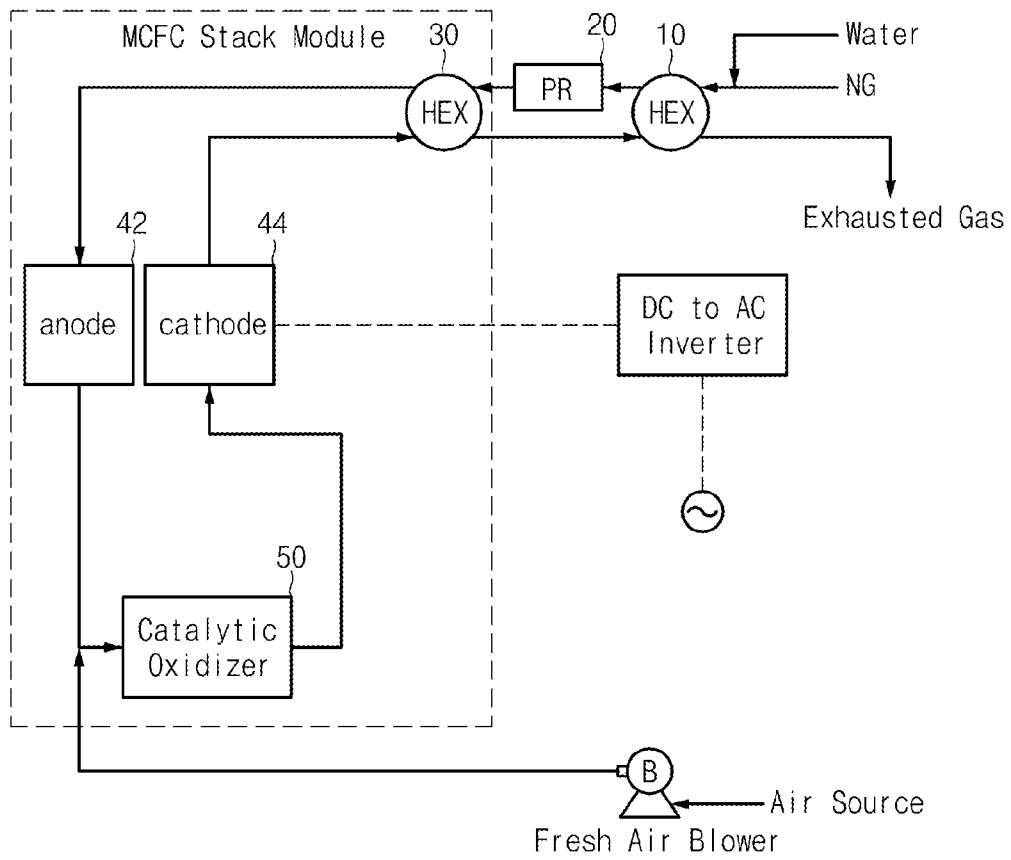 MCFC Stack Module
30
20
10
Water
PR
HEX
HEX
NG
Exhausted Gas
42
44
anode
cathode
DC to AC
Inverter
50
Catalytic
Oxidizer
B
Air Source
Fresh Air Blower